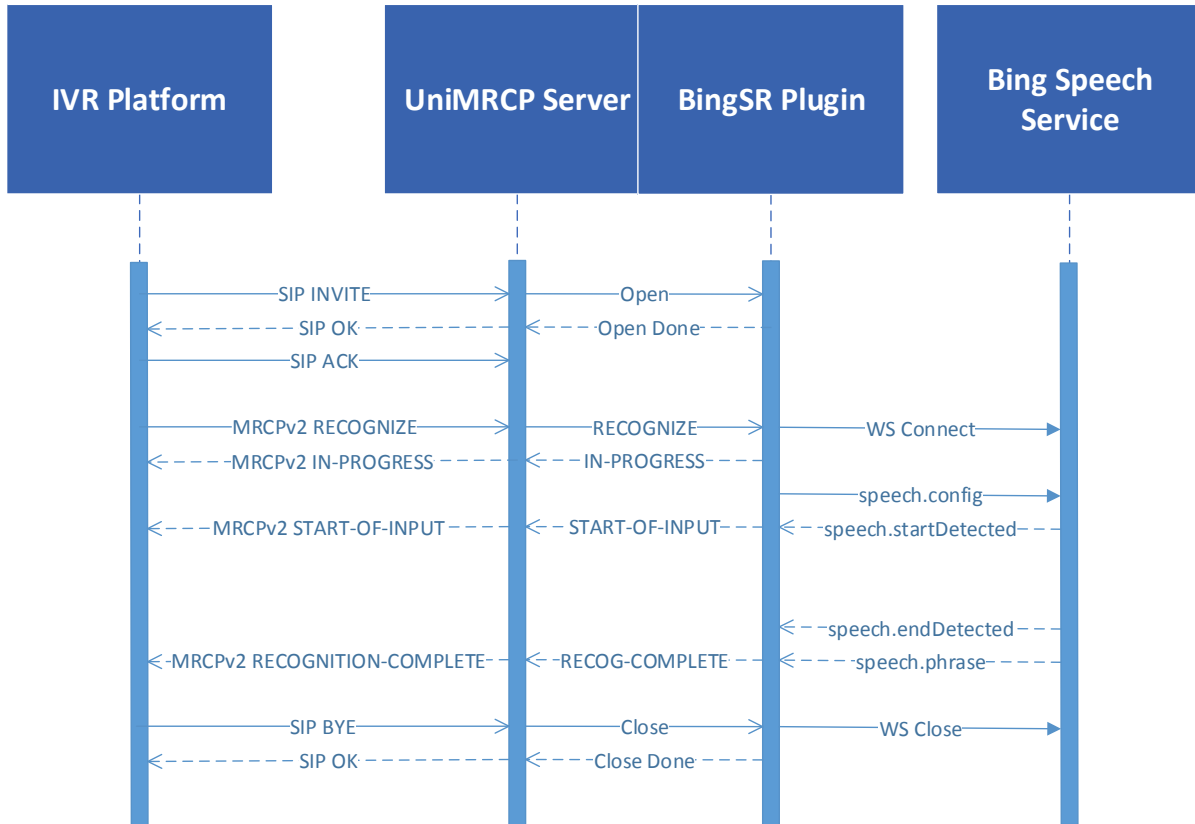 IVR Platform
UniMRCP Server
BingSR Plugin
Bing Speech
Service
SIP INVITE
Open
SIP OK
Open Done
SIP ACK
MRCPv2 RECOGNIZE
RECOGNIZE
WS Connect
MRCPv2 IN-PROGRESS
IN-PROGRESS
speech.config
MRCPv2 START-OF-INPUT
START-OF-INPUT
speech.startDetected
speech.endDetected
MRCPv2 RECOGNITION-COMPLETE
RECOG-COMPLETE
speech.phrase
SIP BYE
Close
WS Close
SIP OK
Close Done